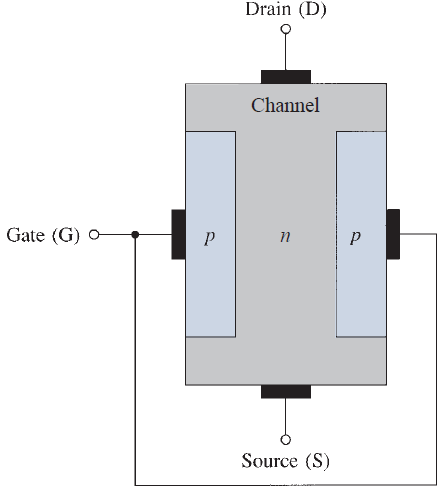 Drain (D)
Channel
Gate (G)
p
n
p
Source (S)